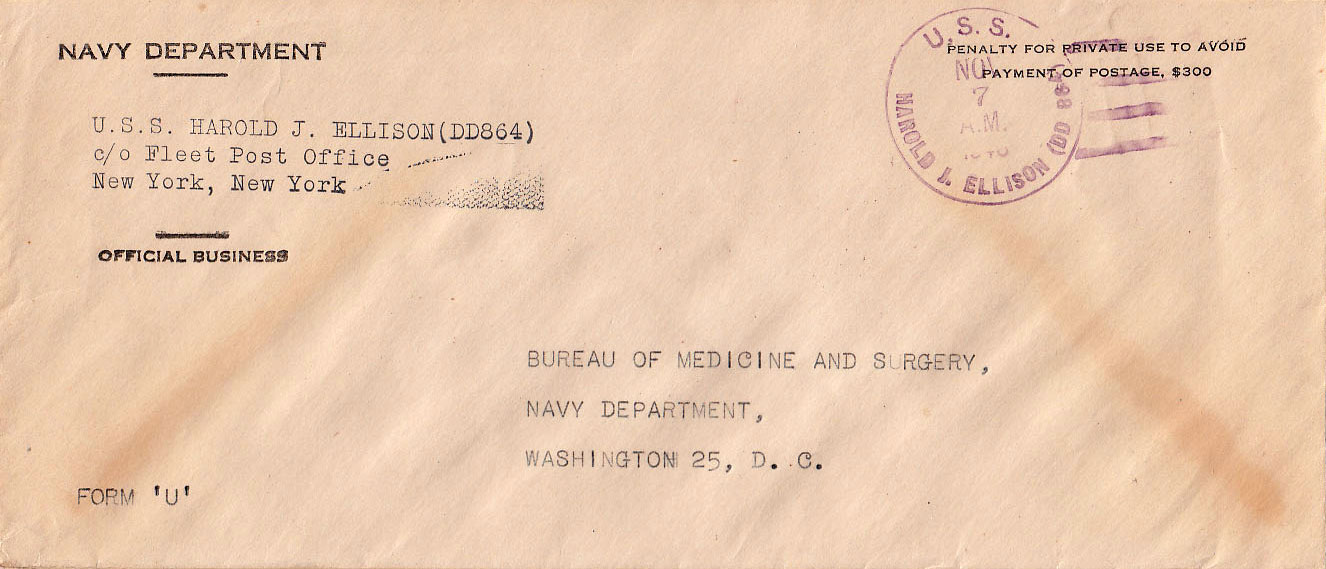 NAVY DEPARTMENT
U.S.S. HAROLD J. ELLISON(DD864)
c/o Fleet Post Office
New York, New York
OFFICIAL BUSINESS
U.S.S.
HAROLD J. ELLISON (DD 864)
NOV
7
A.M.
PENALTY FOR PRIVATE USE TO AVOID
PAYMENT OF POSTAGE, $300
BUREAU OF MEDICINE AND SURGERY,
NAVY DEPARTMENT,
WASHINGTON 25, D. C.
FORM 'U'